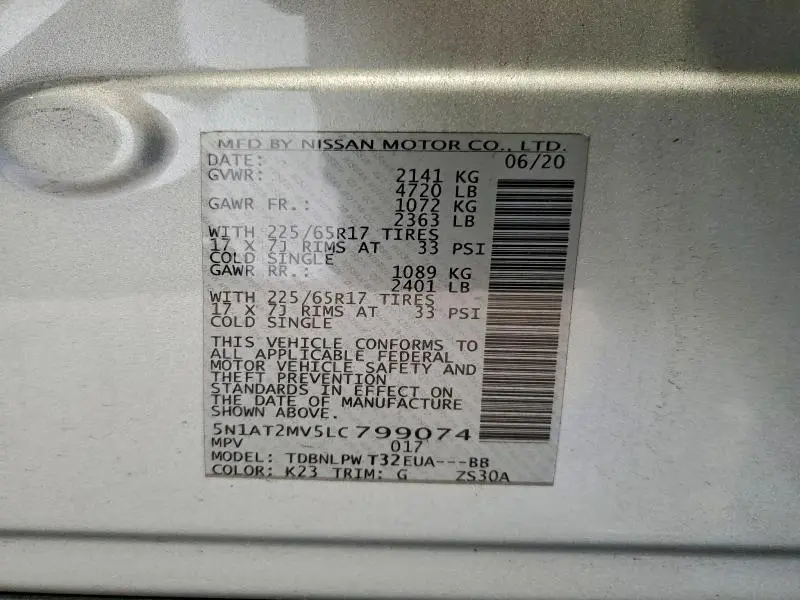 MFD BY NISSAN MOTOR CO., LTD.
DATE: 06/20
GVWR: 2141 KG
4720 LB
GAWR FR.: 1072 KG
2363 LB
WITH 225/65R17 TIRES
17 X 7J RIMS AT 33 PSI
COLD SINGLE
GAWR RR.: 1089 KG
2401 LB
WITH 225/65R17 TIRES
17 X 7J RIMS AT 33 PSI
COLD SINGLE
THIS VEHICLE CONFORMS TO
ALL APPLICABLE FEDERAL
MOTOR VEHICLE SAFETY AND
THEFT PREVENTION
STANDARDS IN EFFECT ON
THE DATE OF MANUFACTURE
SHOWN ABOVE.
5N1AT2MV5LC799074
MPV 017
MODEL: TDBNLPW T32EUA---BB
COLOR: K23 TRIM: G ZS30A